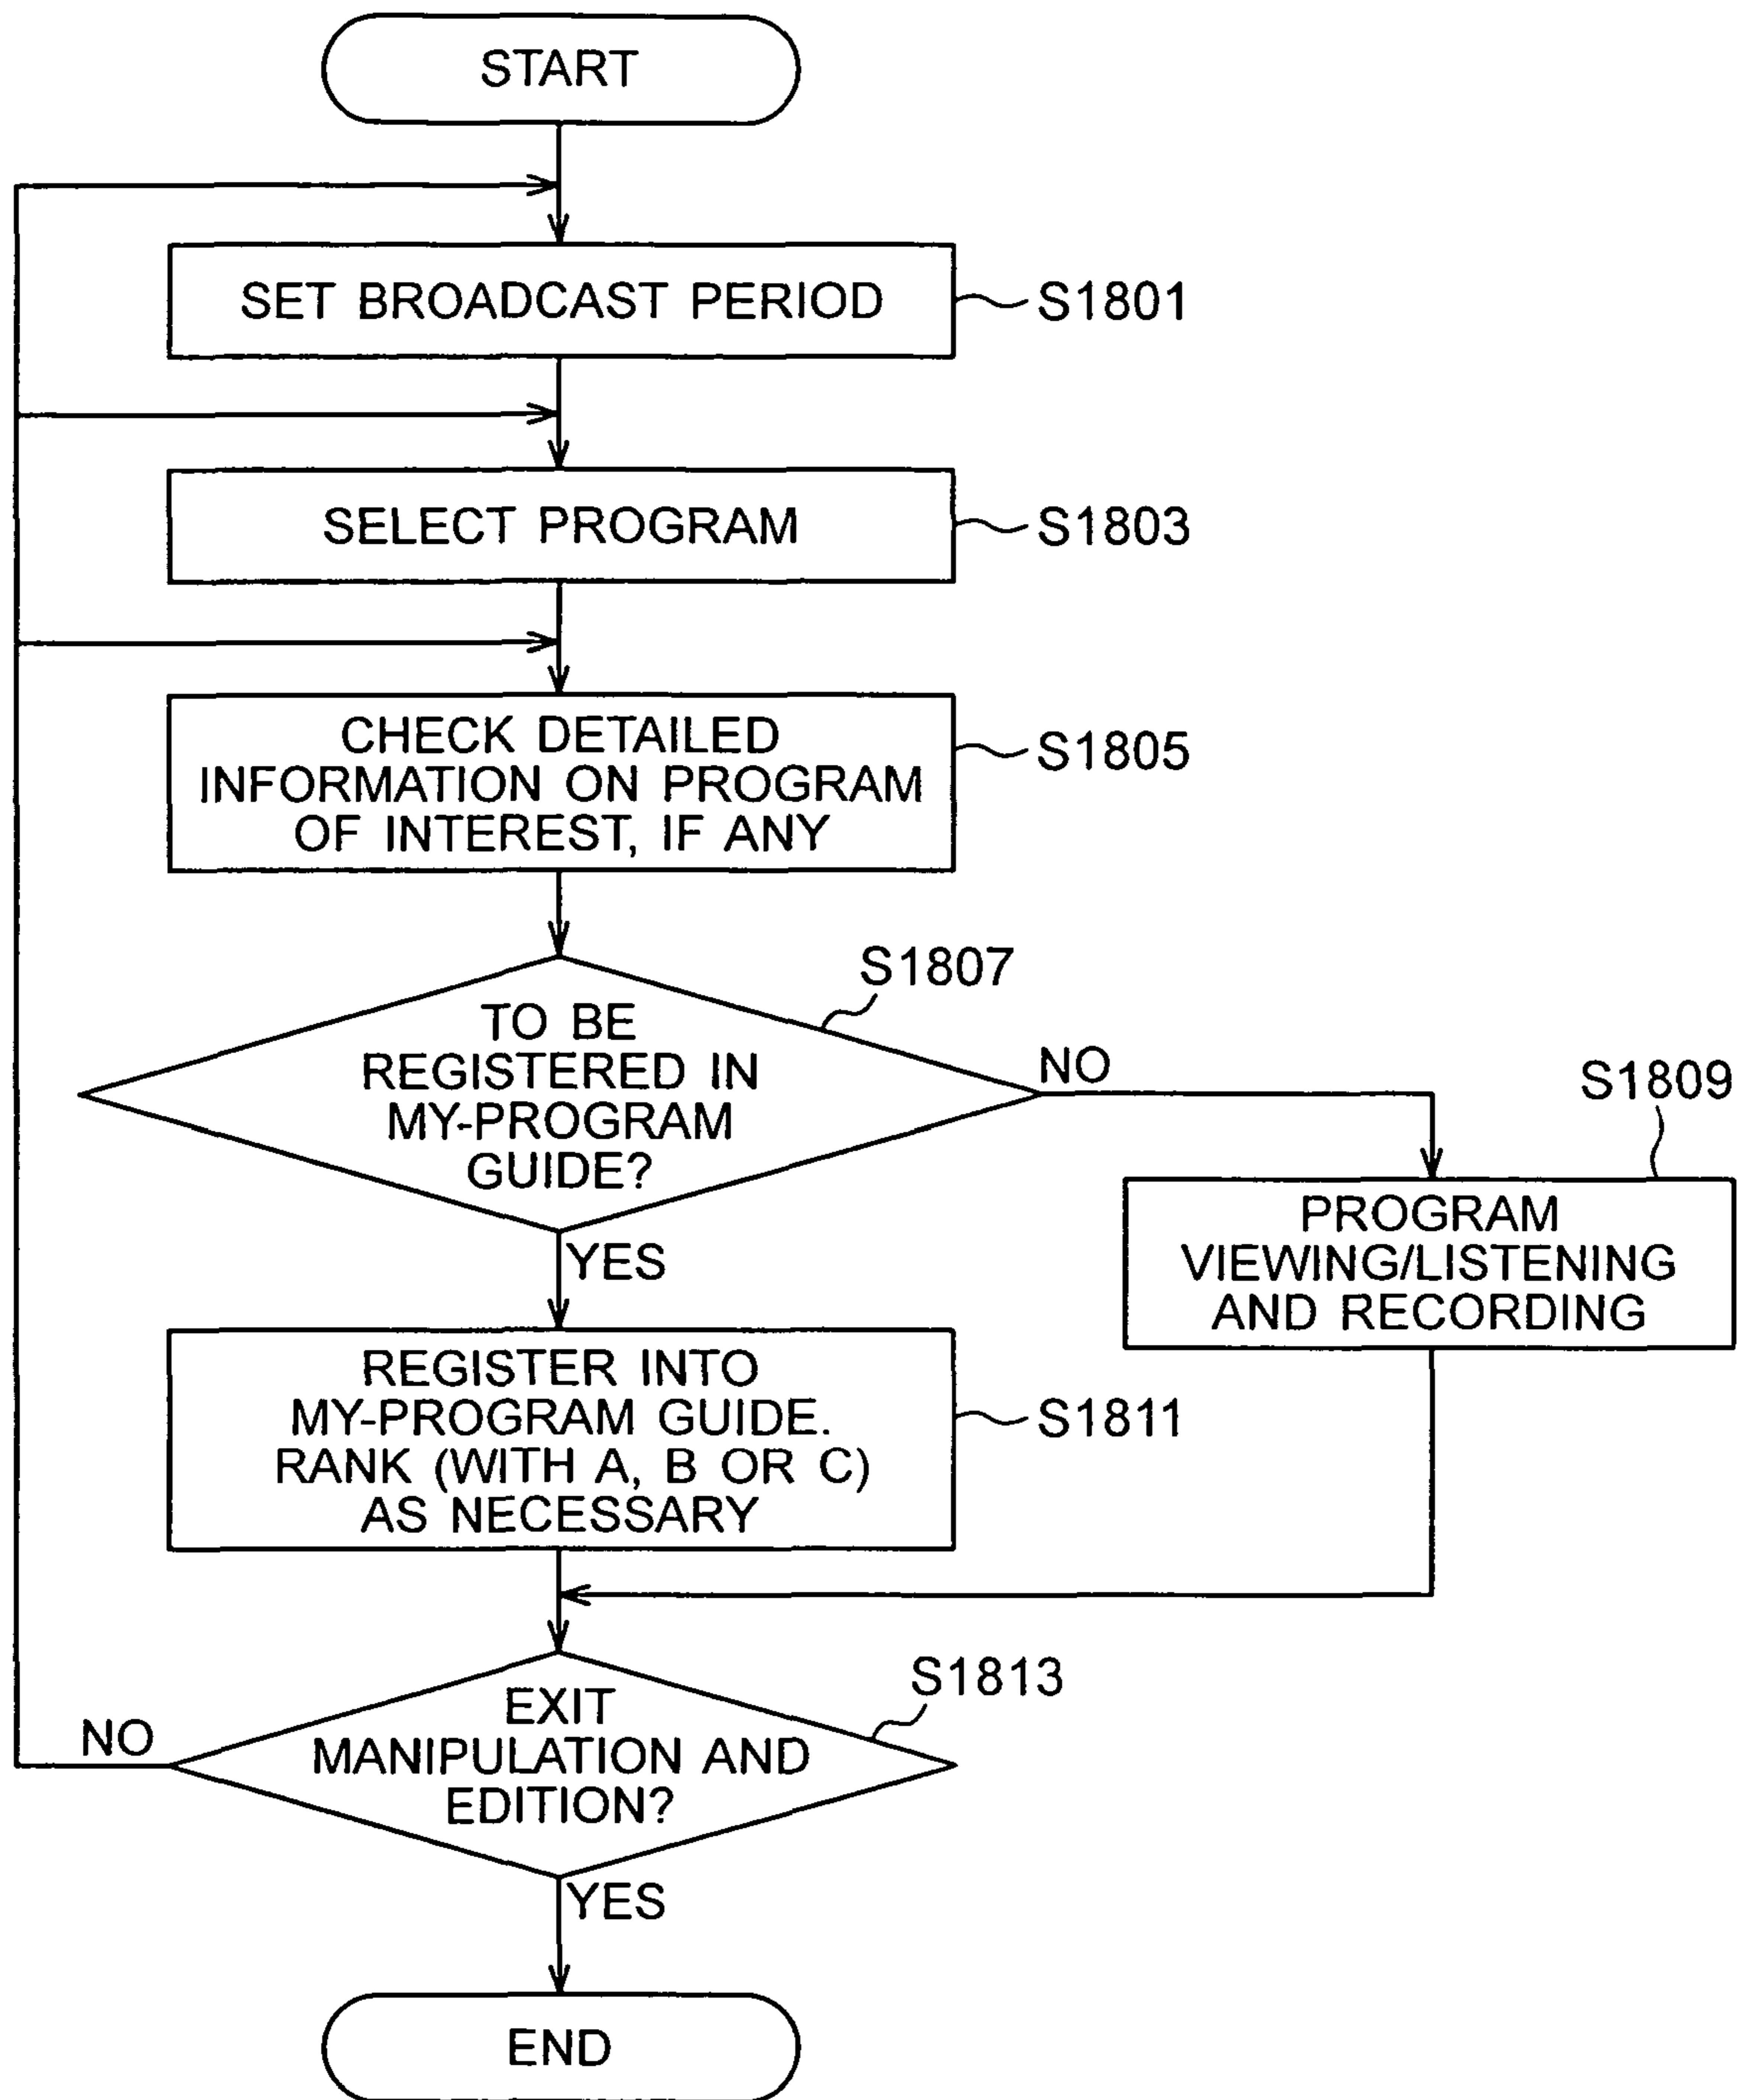 START
SET BROADCAST PERIOD
S1801
SELECT PROGRAM
S1803
CHECK DETAILED
INFORMATION ON PROGRAM
OF INTEREST, IF ANY
S1805
S1807
TO BE
REGISTERED IN
MY-PROGRAM
GUIDE?
NO
YES
S1809
PROGRAM
VIEWING/LISTENING
AND RECORDING
REGISTER INTO
MY-PROGRAM GUIDE.
RANK (WITH A, B OR C)
AS NECESSARY
S1811
S1813
EXIT
MANIPULATION AND
EDITION?
NO
YES
END